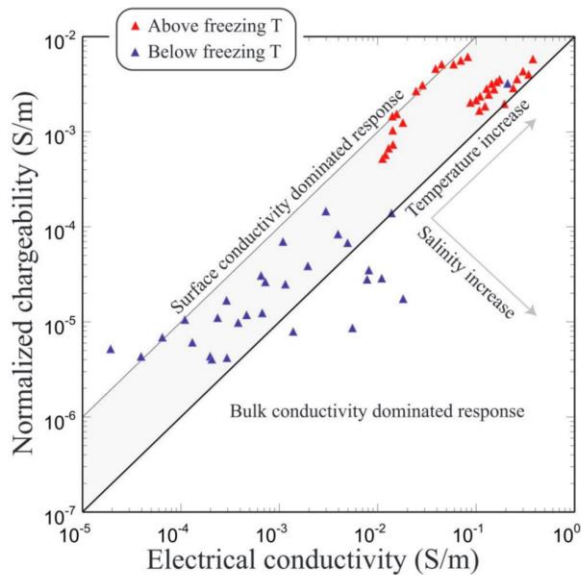 Above freezing T
Below freezing T
Normalized chargeability (S/m)
10⁻²
10⁻³
10⁻⁴
10⁻⁵
10⁻⁶
10⁻⁷
Surface conductivity dominated response
Temperature increase
Salinity increase
Bulk conductivity dominated response
10⁻⁵ 10⁻⁴ 10⁻³ 10⁻² 10⁻¹ 10⁰
Electrical conductivity (S/m)